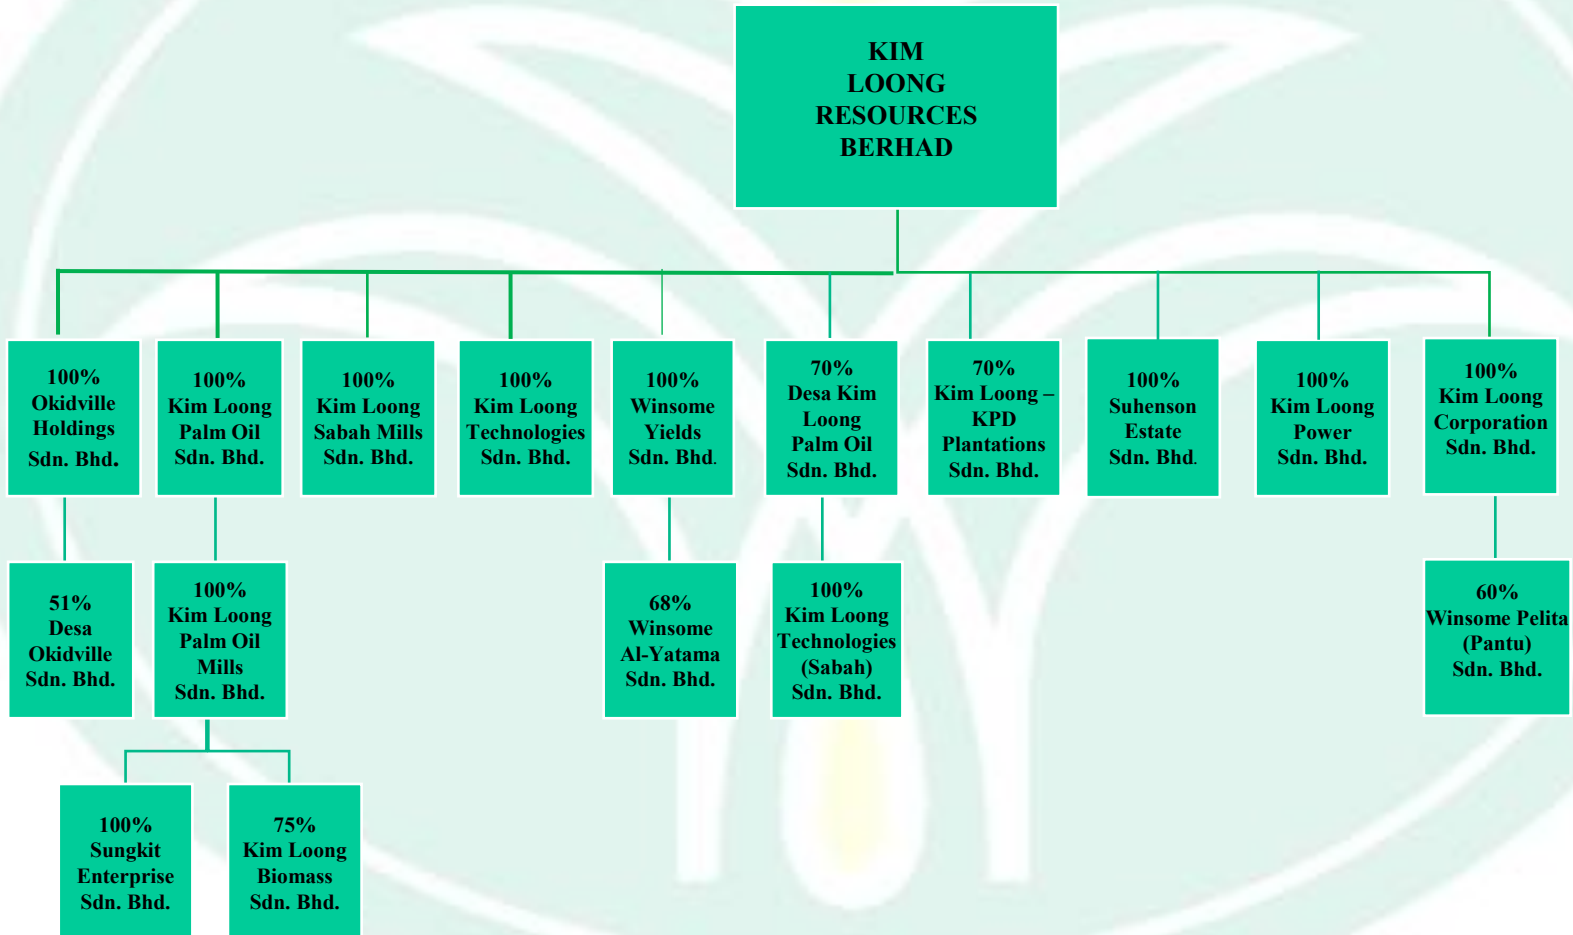 KIM
LOONG
RESOURCES
BERHAD
100%
Okidville
Holdings
Sdn. Bhd.
100%
Kim Loong
Palm Oil
Sdn. Bhd.
100%
Kim Loong
Sabah Mills
Sdn. Bhd.
100%
Kim Loong
Technologies
Sdn. Bhd.
100%
Winsome
Yields
Sdn. Bhd.
70%
Desa Kim
Loong
Palm Oil
Sdn. Bhd.
70%
Kim Loong –
KPD
Plantations
Sdn. Bhd.
100%
Suhenson
Estate
Sdn. Bhd.
100%
Kim Loong
Power
Sdn. Bhd.
100%
Kim Loong
Corporation
Sdn. Bhd.
51%
Desa
Okidville
Sdn. Bhd.
100%
Kim Loong
Palm Oil
Mills
Sdn. Bhd.
68%
Winsome
Al-Yatama
Sdn. Bhd.
100%
Kim Loong
Technologies
(Sabah)
Sdn. Bhd.
60%
Winsome Pelita
(Pantu)
Sdn. Bhd.
100%
Sungkit
Enterprise
Sdn. Bhd.
75%
Kim Loong
Biomass
Sdn. Bhd.